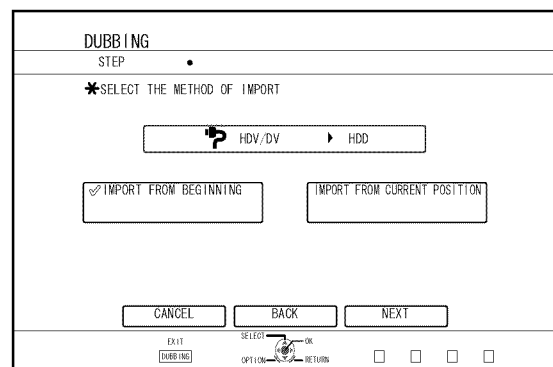 DUBBING
STEP
*SELECT THE METHOD OF IMPORT
HDV/DV ▶ HDD
✓IMPORT FROM BEGINNING
IMPORT FROM CURRENT POSITION
CANCEL BACK NEXT
EXIT
DUBBING
SELECT OK
OPTION RETURN